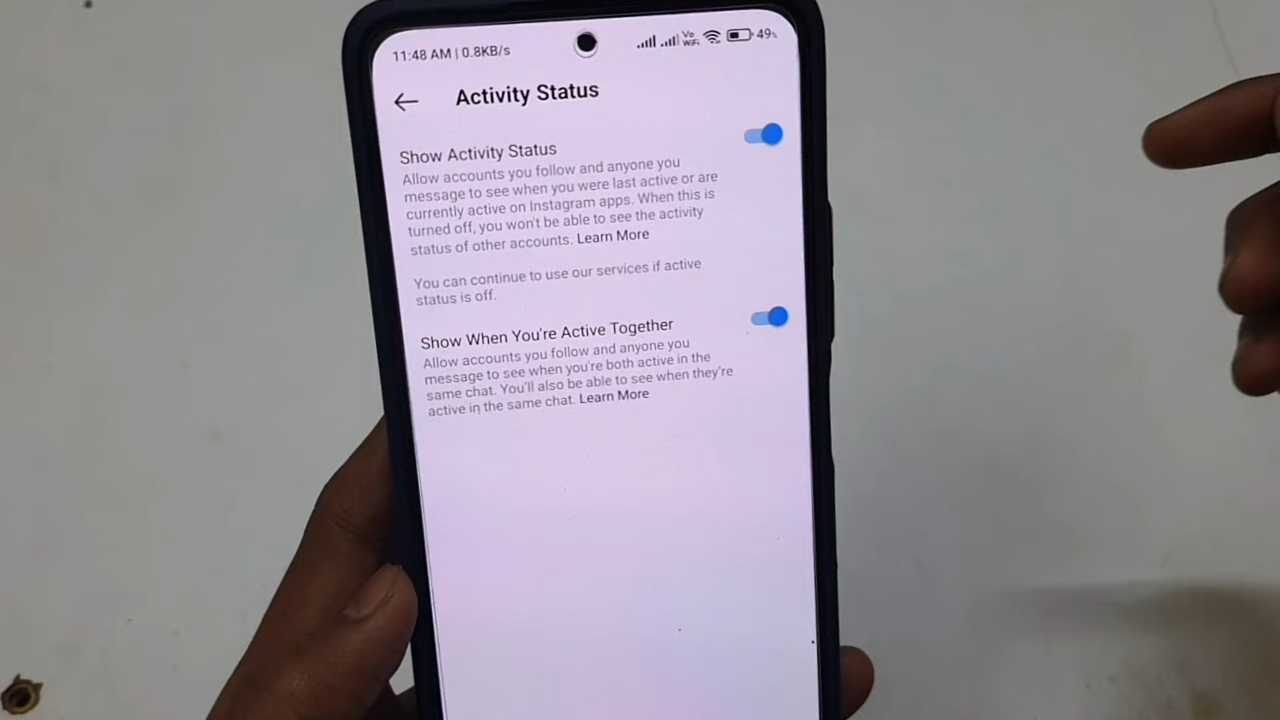 11:48 AM | 0.8KB/s
Vo
WiFi
49%
Activity Status
Show Activity Status
Allow accounts you follow and anyone you
message to see when you were last active or are
currently active on Instagram apps. When this is
turned off, you won't be able to see the activity
status of other accounts. Learn More
You can continue to use our services if active
status is off.
Show When You're Active Together
Allow accounts you follow and anyone you
message to see when you're both active in the
same chat. You'll also be able to see when they're
active in the same chat. Learn More